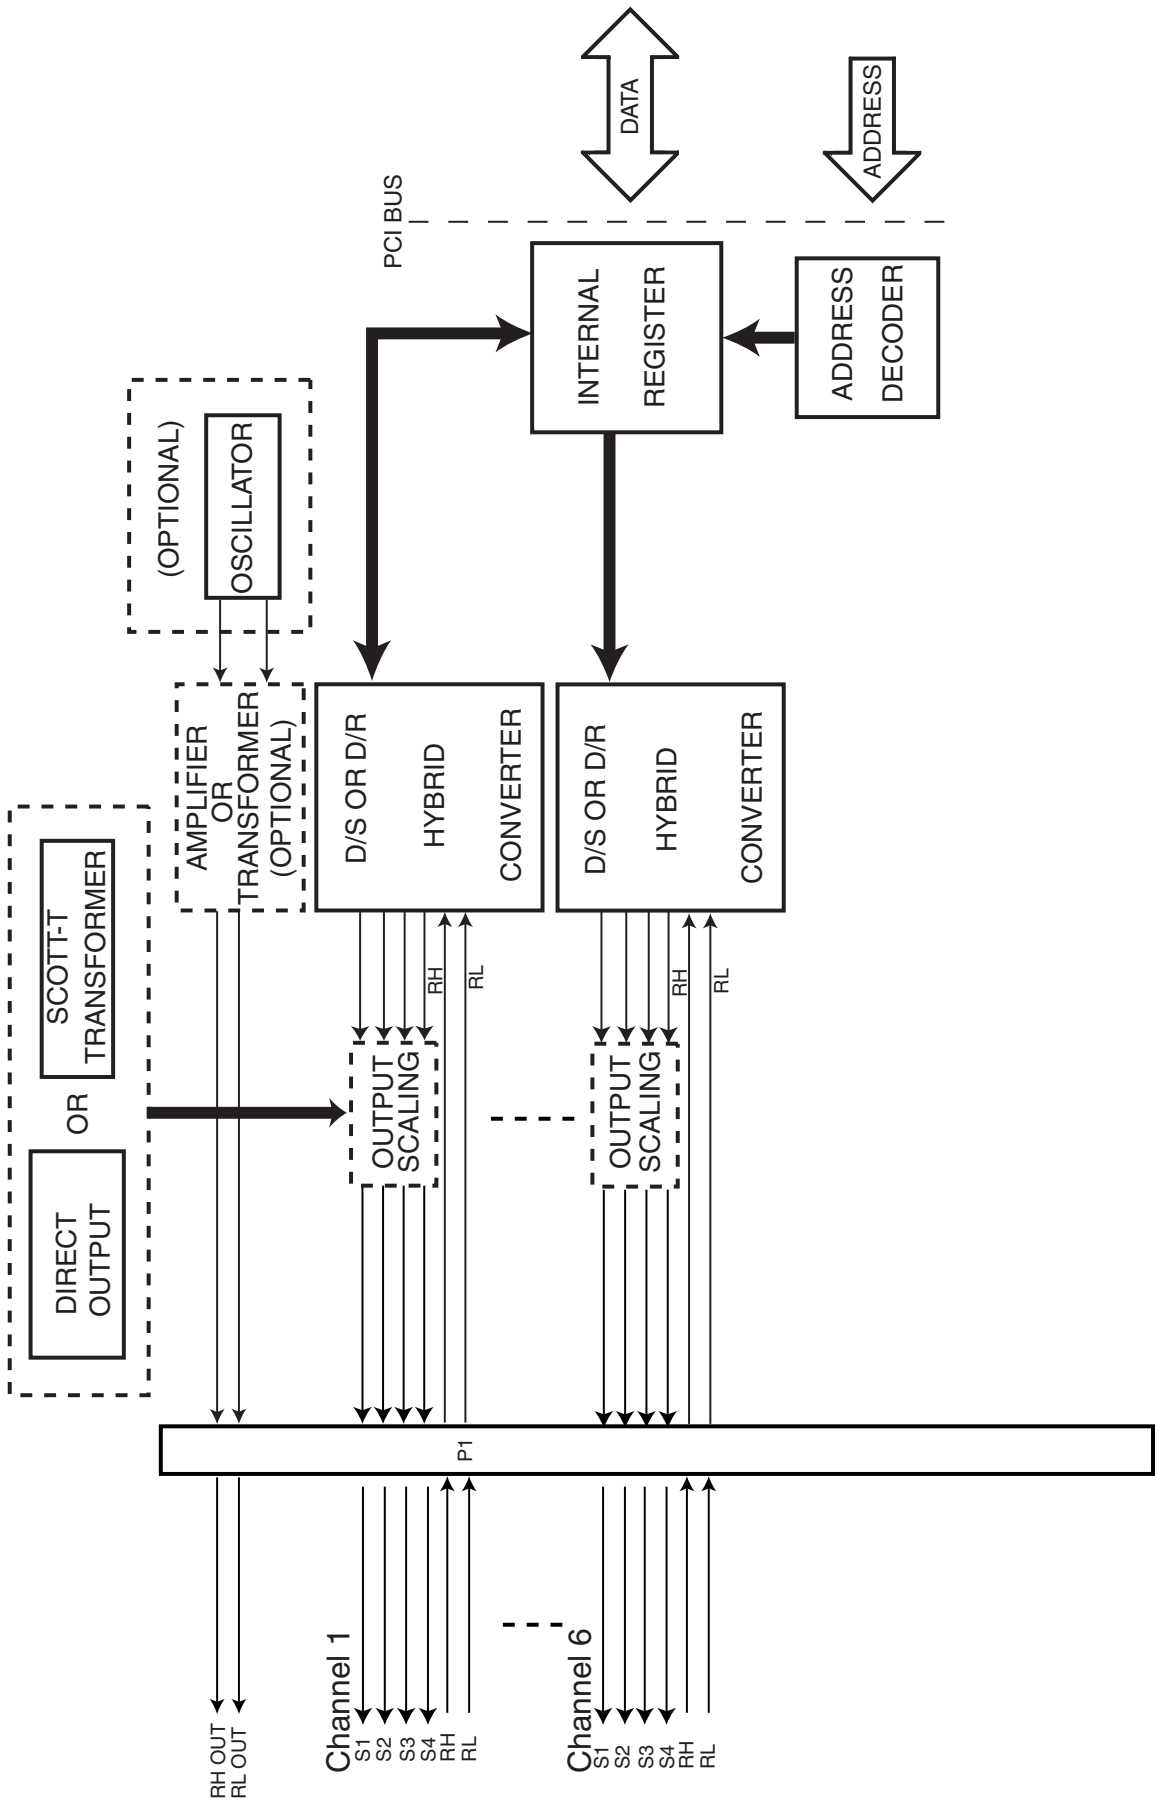 SCOTT-T
TRANSFORMER
OR
DIRECT
OUTPUT
(OPTIONAL)
OSCILLATOR
AMPLIFIER
OR
TRANSFORMER
(OPTIONAL)
PCI BUS
DATA
ADDRESS
INTERNAL
REGISTER
ADDRESS
DECODER
D/S OR D/R
HYBRID
CONVERTER
D/S OR D/R
HYBRID
CONVERTER
RH
RL
RH
RL
OUTPUT
SCALING
OUTPUT
SCALING
P1
RH OUT
RL OUT
Channel 1
S1
S2
S3
S4
RH
RL
Channel 6
S1
S2
S3
S4
RH
RL